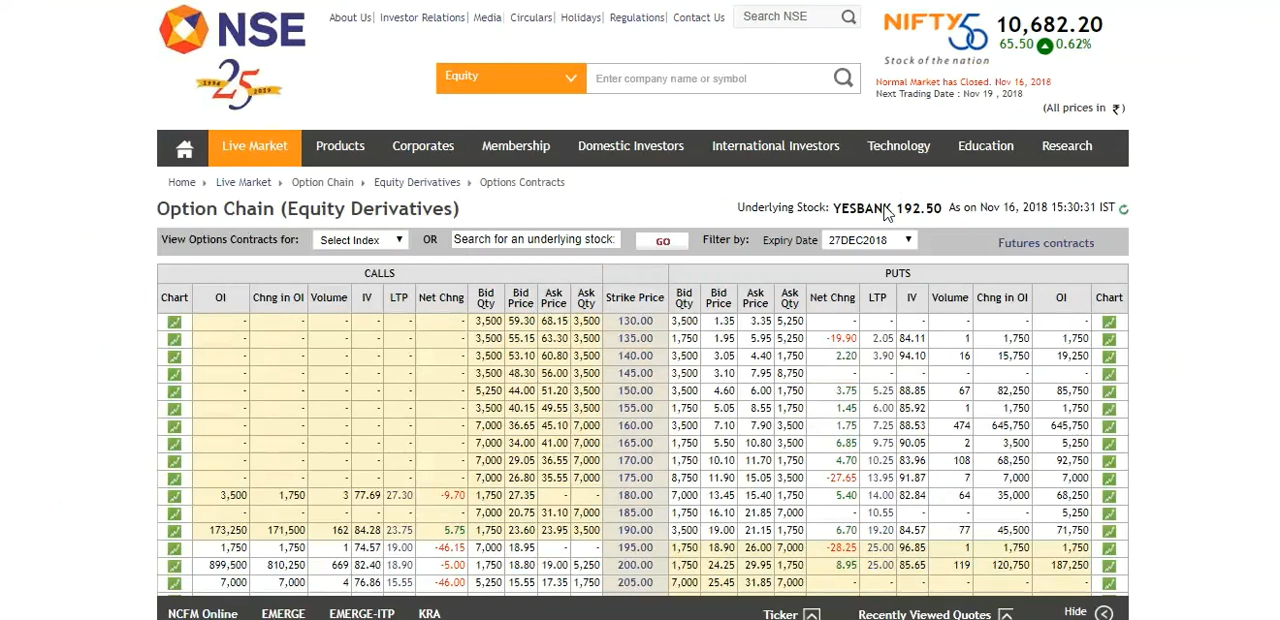 NSE
1994 25 2019
About Us| Investor Relations| Media| Circulars| Holidays| Regulations| Contact Us
Search NSE
Equity
Enter company name or symbol
NIFTY 50 10,682.20
65.50 0.62%
Stock of the nation
Normal Market has Closed. Nov 16, 2018
Next Trading Date : Nov 19 , 2018
(All prices in ₹)
Live Market Products Corporates Membership Domestic Investors International Investors Technology Education Research
Home Live Market Option Chain Equity Derivatives Options Contracts
Option Chain (Equity Derivatives)
Underlying Stock: YESBANK 192.50 As on Nov 16, 2018 15:30:31 IST
View Options Contracts for: Select Index OR Search for an underlying stock: GO Filter by: Expiry Date 27DEC2018 Futures contracts
CALLS PUTS
Chart OI Chng in OI Volume IV LTP Net Chng Bid Qty Bid Price Ask Price Ask Qty Strike Price Bid Qty Bid Price Ask Price Ask Qty Net Chng LTP IV Volume Chng in OI OI Chart
- - - - - - 3,500 59.30 68.15 3,500 130.00 3,500 1.35 3.35 5,250 - - - - - -
- - - - - - 3,500 55.15 63.30 3,500 135.00 1,750 1.95 5.95 5,250 -19.90 2.05 84.11 1 1,750 1,750
- - - - - - 3,500 53.10 60.80 3,500 140.00 3,500 3.05 4.40 1,750 2.20 3.90 94.10 16 15,750 19,250
- - - - - - 3,500 48.30 56.00 3,500 145.00 3,500 3.10 7.95 8,750 - - - - - -
- - - - - - 5,250 44.00 51.20 3,500 150.00 3,500 4.60 6.00 1,750 3.75 5.25 88.85 67 82,250 85,750
- - - - - - 3,500 40.15 49.55 3,500 155.00 1,750 5.05 8.55 1,750 1.45 6.00 85.92 1 1,750 1,750
- - - - - - 7,000 36.65 45.10 7,000 160.00 3,500 7.10 7.90 3,500 1.75 7.25 88.53 474 645,750 645,750
- - - - - - 7,000 34.00 41.00 7,000 165.00 1,750 5.50 10.80 3,500 6.85 9.75 90.05 2 3,500 5,250
- - - - - - 7,000 29.05 36.55 7,000 170.00 1,750 10.10 11.70 1,750 4.70 10.25 83.96 108 68,250 92,750
- - - - - - 7,000 26.80 35.55 7,000 175.00 8,750 11.90 15.05 3,500 -27.65 13.95 91.87 7 7,000 7,000
3,500 1,750 3 77.69 27.30 -9.70 1,750 27.35 - - 180.00 7,000 13.45 15.40 1,750 5.40 14.00 82.84 64 35,000 68,250
- - - - - - 7,000 20.75 31.10 7,000 185.00 1,750 16.10 21.85 7,000 - 10.55 - - - 5,250
173,250 171,500 162 84.28 23.75 5.75 1,750 23.60 23.95 3,500 190.00 3,500 19.00 21.15 1,750 6.70 19.20 84.57 77 45,500 71,750
1,750 1,750 1 74.57 19.00 -46.15 7,000 18.95 - - 195.00 1,750 18.90 26.00 7,000 -28.25 25.00 96.85 1 1,750 1,750
899,500 810,250 669 82.40 18.90 -5.00 1,750 18.80 19.00 5,250 200.00 1,750 24.25 29.95 1,750 8.95 25.00 85.65 119 120,750 187,250
7,000 7,000 4 76.86 15.55 -46.00 5,250 15.55 17.35 1,750 205.00 7,000 25.45 31.85 7,000 - - - - - -
NCFM Online EMERGE EMERGE-ITP KRA Ticker Recently Viewed Quotes Hide